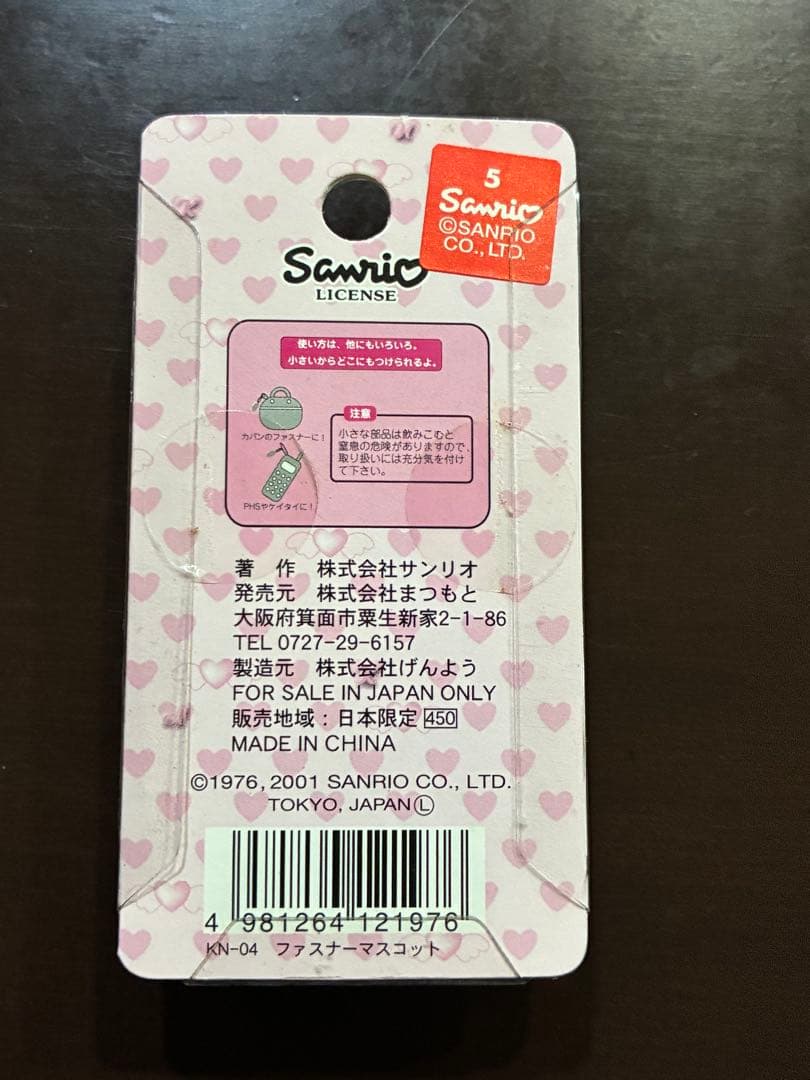 5
Sanrio
©SANRIO
CO., LTD.
Sanrio
LICENSE
使い方は、他にもいろいろ。
小さいからどこにもつけられるよ。
カバンのファスナーに!
PHSやケイタイに!
注意
小さな部品は飲みこむと
窒息の危険がありますので、
取り扱いには充分気を付け
て下さい。
著 作 株式会社サンリオ
発売元 株式会社まつもと
大阪府箕面市粟生新家2-1-86
TEL 0727-29-6157
製造元 株式会社げんよう
FOR SALE IN JAPAN ONLY
販売地域:日本限定 450
MADE IN CHINA
©1976, 2001 SANRIO CO., LTD.
TOKYO, JAPAN Ⓛ
4 981264 121976
KN-04 ファスナーマスコット